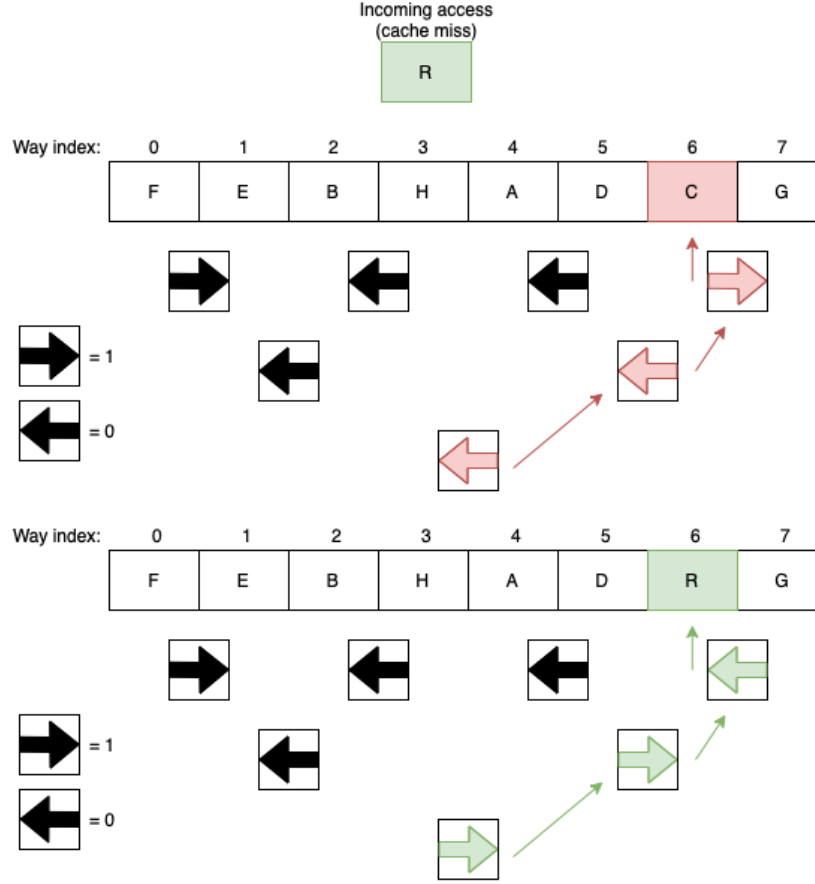 Incoming access
(cache miss)
R
Way index: 0 1 2 3 4 5 6 7
F E B H A D C G
= 1
= 0
Way index: 0 1 2 3 4 5 6 7
F E B H A D R G
= 1
= 0